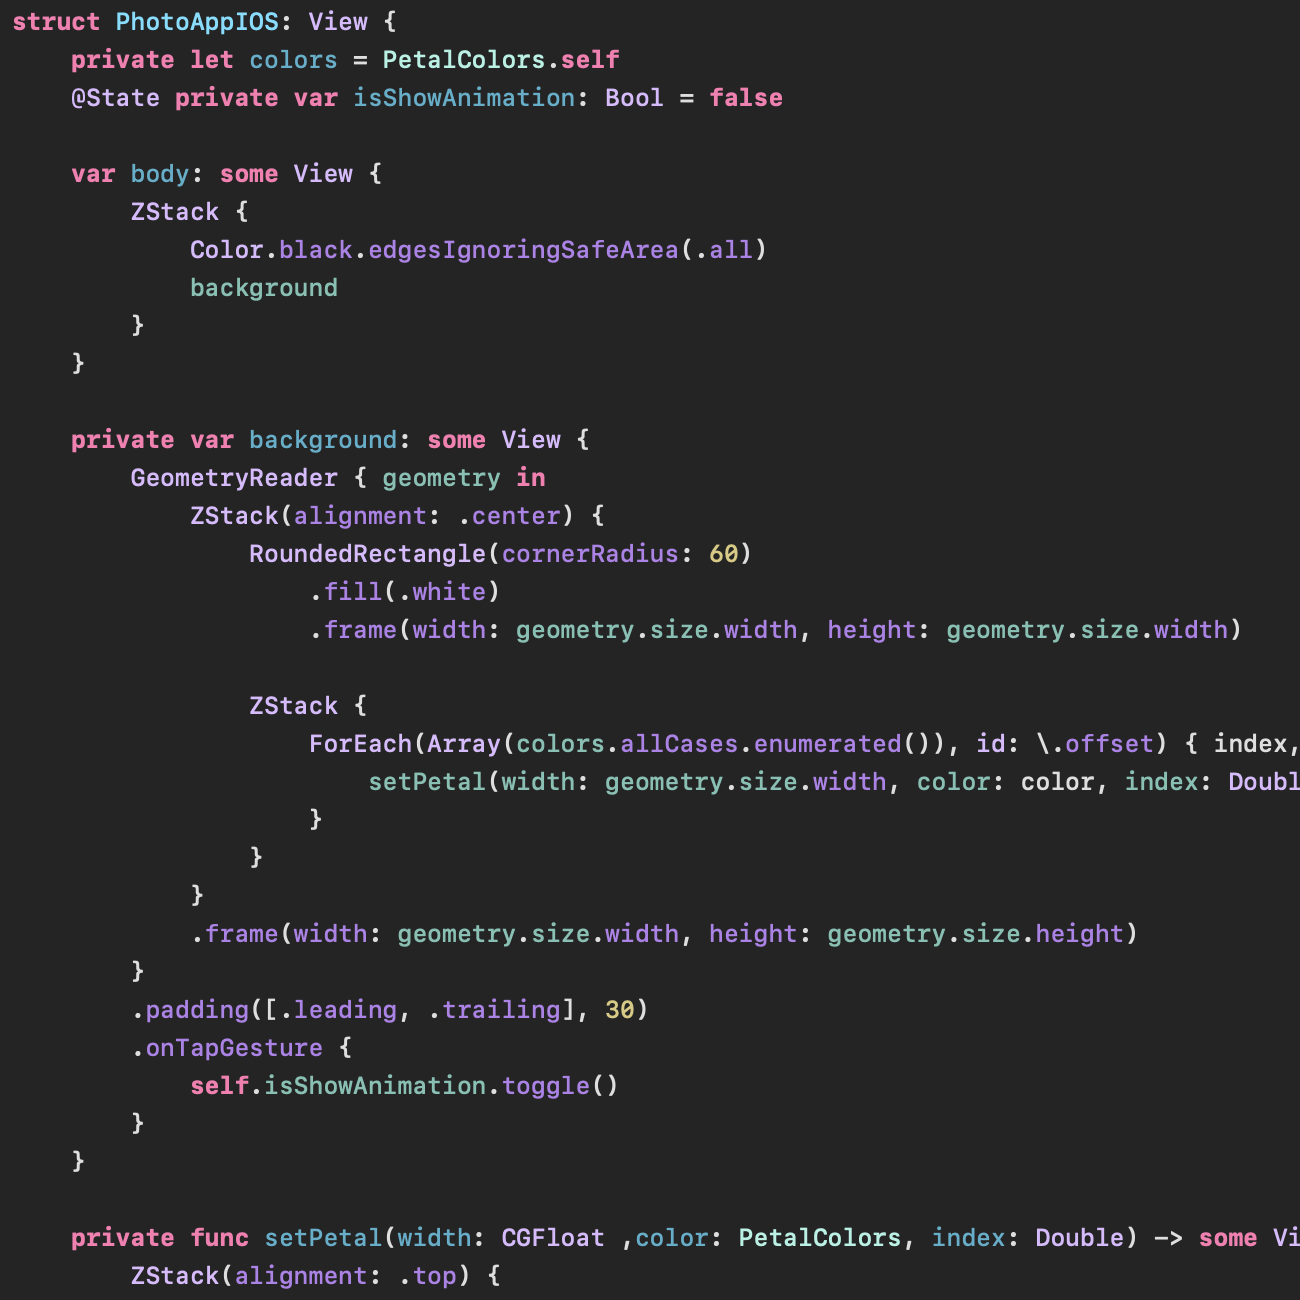 struct PhotoAppIOS: View {
    private let colors = PetalColors.self
    @State private var isShowAnimation: Bool = false

    var body: some View {
        ZStack {
            Color.black.edgesIgnoringSafeArea(.all)
            background
        }
    }

    private var background: some View {
        GeometryReader { geometry in
            ZStack(alignment: .center) {
                RoundedRectangle(cornerRadius: 60)
                    .fill(.white)
                    .frame(width: geometry.size.width, height: geometry.size.width)

                ZStack {
                    ForEach(Array(colors.allCases.enumerated()), id: \.offset) { index,
                        setPetal(width: geometry.size.width, color: color, index: Doubl
                    }
                }
            }
            .frame(width: geometry.size.width, height: geometry.size.height)
        }
        .padding([.leading, .trailing], 30)
        .onTapGesture {
            self.isShowAnimation.toggle()
        }
    }

    private func setPetal(width: CGFloat ,color: PetalColors, index: Double) -> some Vi
        ZStack(alignment: .top) {